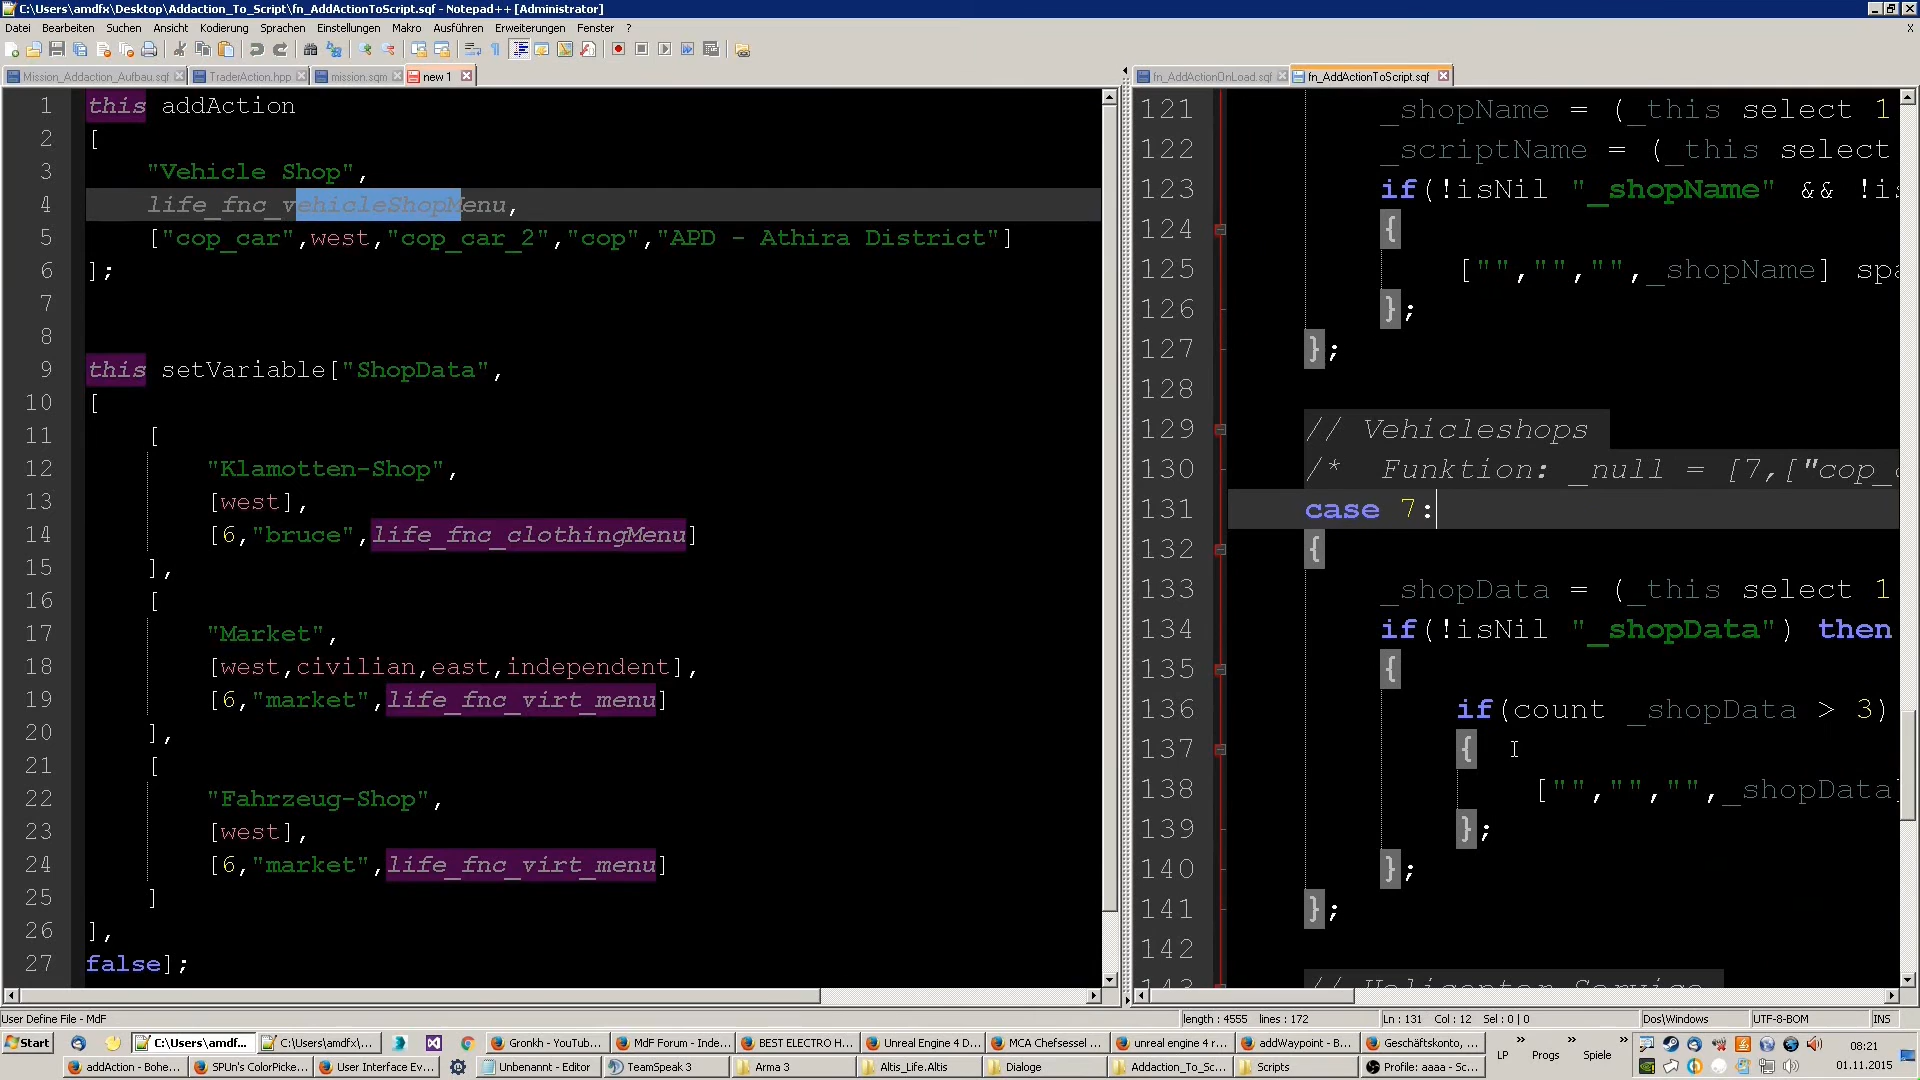 C:\Users\amdfx\Desktop\Addaction_To_Script\fn_AddActionToScript.sqf - Notepad++ [Administrator]
Datei Bearbeiten Suchen Ansicht Kodierung Sprachen Einstellungen Makro Ausführen Erweiterungen Fenster ?
X
Mission_Addaction_Aufbau.sqf TraderAction.hpp mission.sqm new 1
fn_AddActionOnLoad.sqf fn_AddActionToScript.sqf
1 this addAction
2 [
3 "Vehicle Shop",
4 life_fnc_vehicleShopMenu,
5 ["cop_car",west,"cop_car_2","cop","APD - Athira District"]
6 ];
7
8
9 this setVariable["ShopData",
10 [
11 [
12 "Klamotten-Shop",
13 [west],
14 [6,"bruce",life_fnc_clothingMenu]
15 ],
16 [
17 "Market",
18 [west,civilian,east,independent],
19 [6,"market",life_fnc_virt_menu]
20 ],
21 [
22 "Fahrzeug-Shop",
23 [west],
24 [6,"market",life_fnc_virt_menu]
25 ]
26 ],
27 false];
121 _shopName = (_this select 1
122 _scriptName = (_this select
123 if(!isNil "_shopName" && !is
124 {
125 ["","","",_shopName] spa
126 };
127 };
128
129 // Vehicleshops
130 /* Funktion: _null = [7,["cop_c
131 case 7:
132 {
133 _shopData = (_this select 1
134 if(!isNil "_shopData") then
135 {
136 if(count _shopData > 3)
137 {
138 ["","","",_shopData]
139 };
140 };
141 };
142
143 // Helicopter Service
User Define File - MdF
length : 4555 lines : 172
Ln : 131 Col : 12 Sel : 0 | 0
Dos\Windows
UTF-8-BOM
INS
Start
C:\Users\amdf...
C:\Users\amdfx\...
Gronkh - YouTub...
MdF Forum - Inde...
BEST ELECTRO H...
Unreal Engine 4 D...
MCA Chefsessel ...
unreal engine 4 r...
addWaypoint - B...
Geschäftskonto, ...
addAction - Bohe...
SPUn's ColorPicke...
User Interface Ev...
Unbenannt - Editor
TeamSpeak 3
Arma 3
Altis_Life.Altis
Dialoge
Addaction_To_Sc...
Scripts
Profile: aaaa - Sc...
LP
Progs
Spiele
08:21
01.11.2015